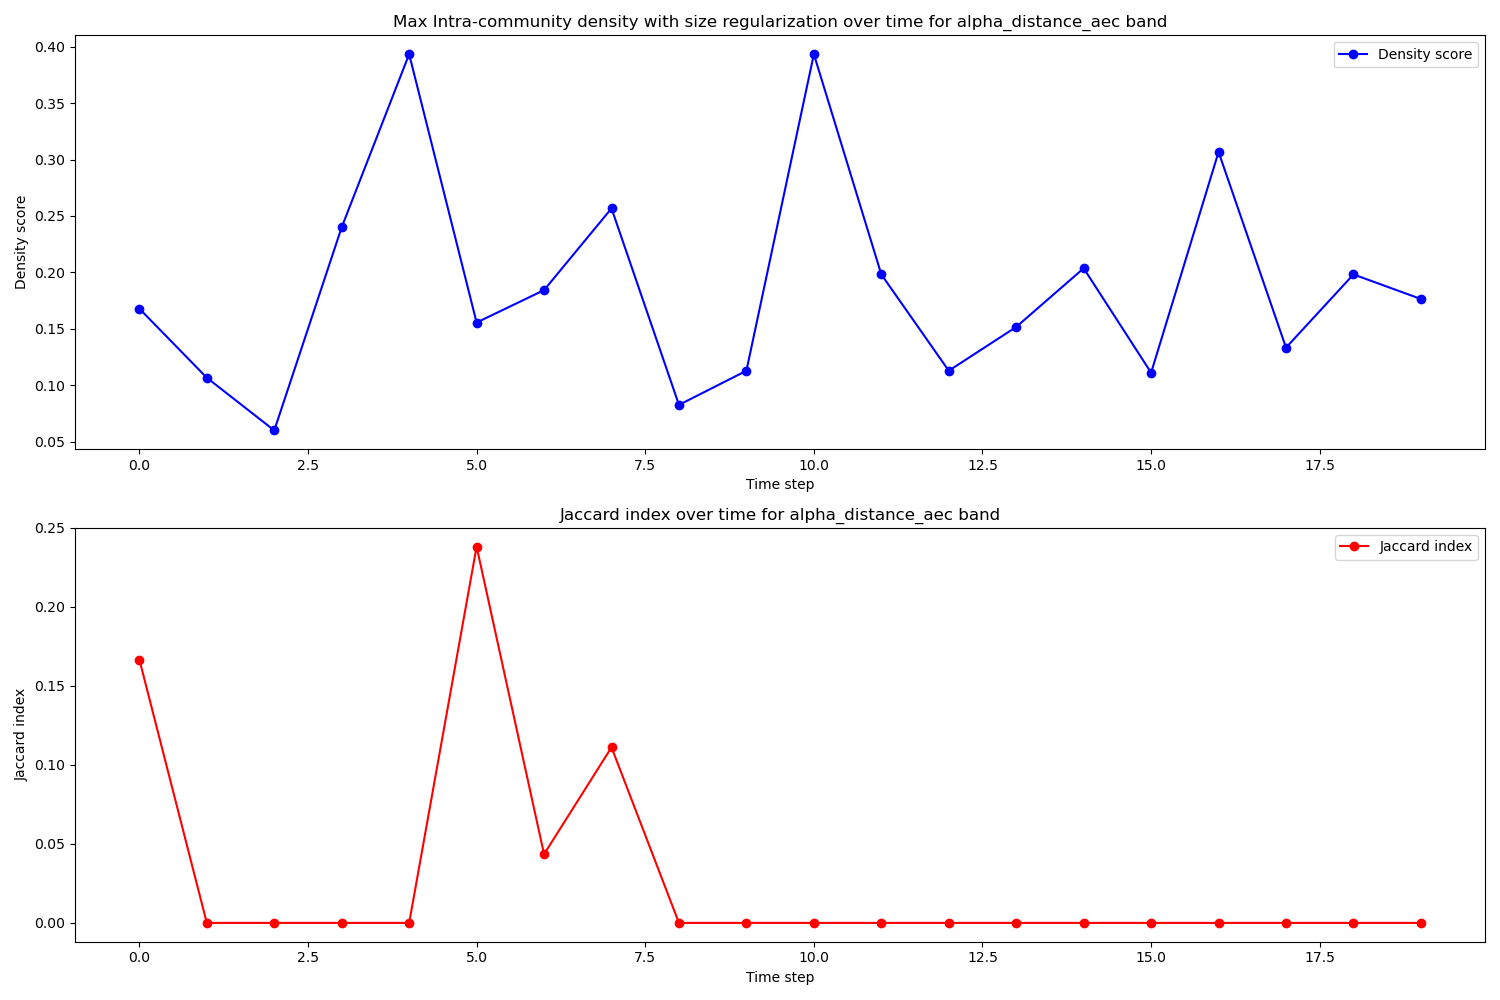 Max Intra-community density with size regularization over time for alpha_distance_aec band
Density score
0.40
0.35
0.30
0.25
0.20
0.15
0.10
0.05
Density score
0.0 2.5 5.0 7.5 10.0 12.5 15.0 17.5
Time step
Jaccard index over time for alpha_distance_aec band
Jaccard index
0.25
0.20
0.15
0.10
0.05
0.00
Jaccard index
0.0 2.5 5.0 7.5 10.0 12.5 15.0 17.5
Time step